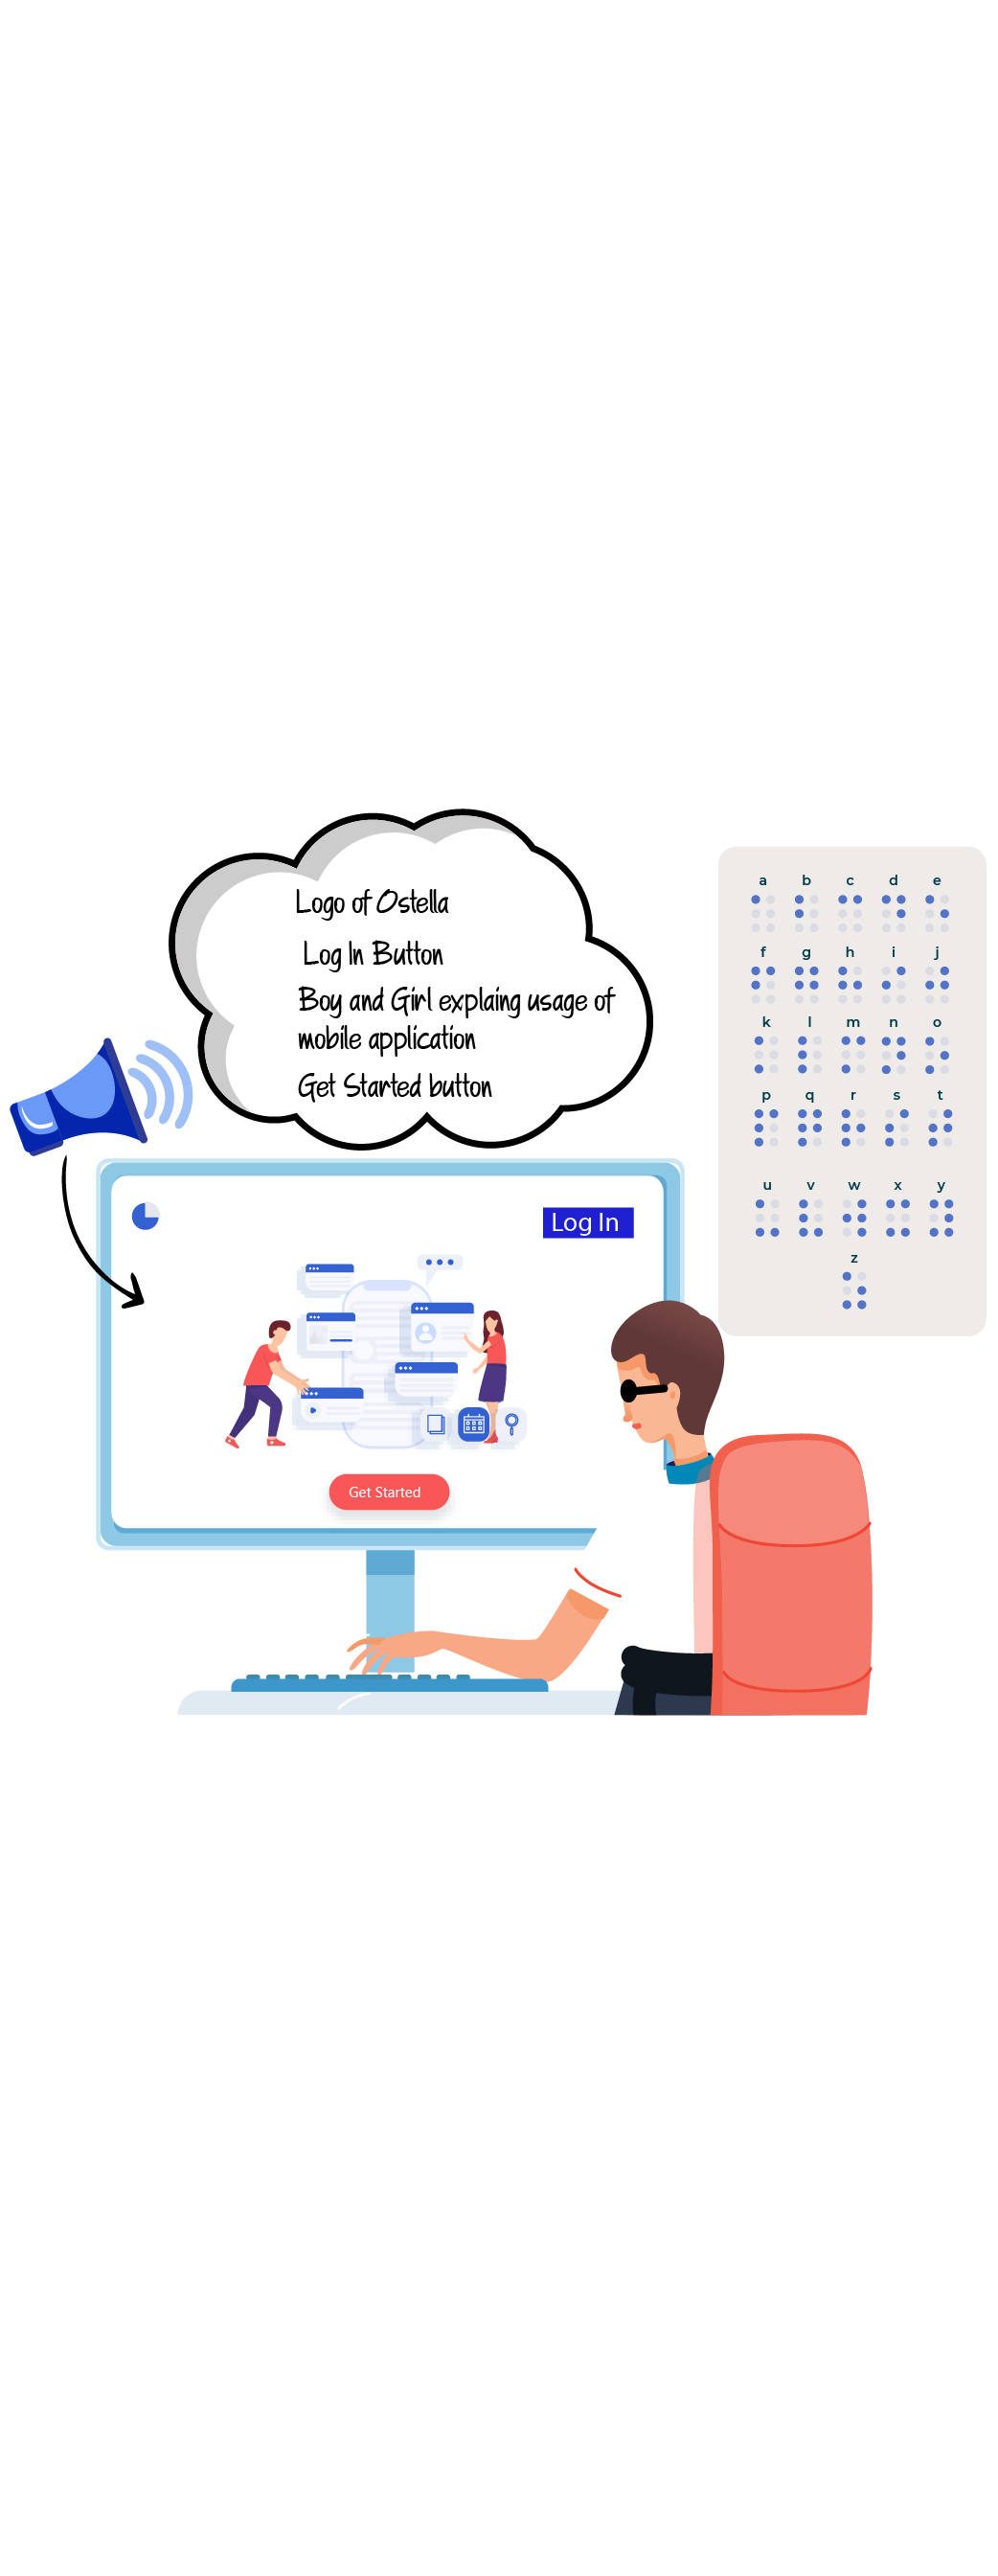 Logo of Ostella
Log In Button
Boy and Girl explaing usage of
mobile application
Get Started button
Log In
Get Started
a b c d e
f g h i j
k l m n o
p q r s t
u v w x y
z